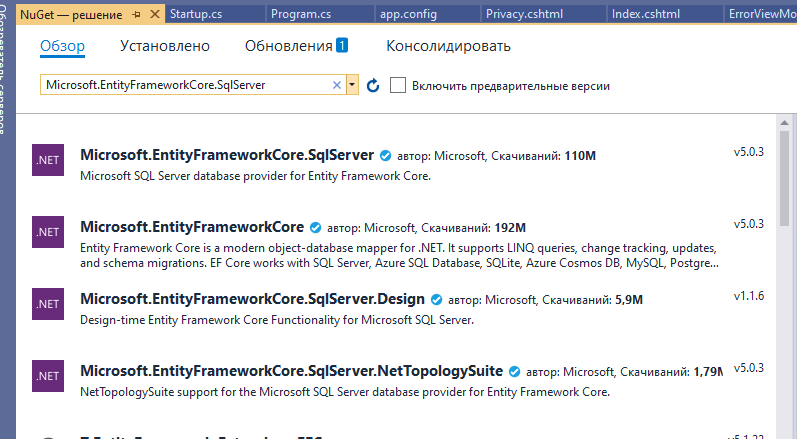 NuGet — решение
Startup.cs
Program.cs
app.config
Privacy.cshtml
Index.cshtml
ErrorViewMo
Обозреватель серверов
Обзор
Установлено
Обновления 1
Консолидировать
Microsoft.EntityFrameworkCore.SqlServer
Включить предварительные версии
.NET
Microsoft.EntityFrameworkCore.SqlServer автор: Microsoft, Скачиваний: 110M
v5.0.3
Microsoft SQL Server database provider for Entity Framework Core.
.NET
Microsoft.EntityFrameworkCore автор: Microsoft, Скачиваний: 192M
v5.0.3
Entity Framework Core is a modern object-database mapper for .NET. It supports LINQ queries, change tracking, updates,
and schema migrations. EF Core works with SQL Server, Azure SQL Database, SQLite, Azure Cosmos DB, MySQL, Postgre...
.NET
Microsoft.EntityFrameworkCore.SqlServer.Design автор: Microsoft, Скачиваний: 5,9M
v1.1.6
Design-time Entity Framework Core Functionality for Microsoft SQL Server.
.NET
Microsoft.EntityFrameworkCore.SqlServer.NetTopologySuite автор: Microsoft, Скачиваний: 1,79M
v5.0.3
NetTopologySuite support for the Microsoft SQL Server database provider for Entity Framework Core.